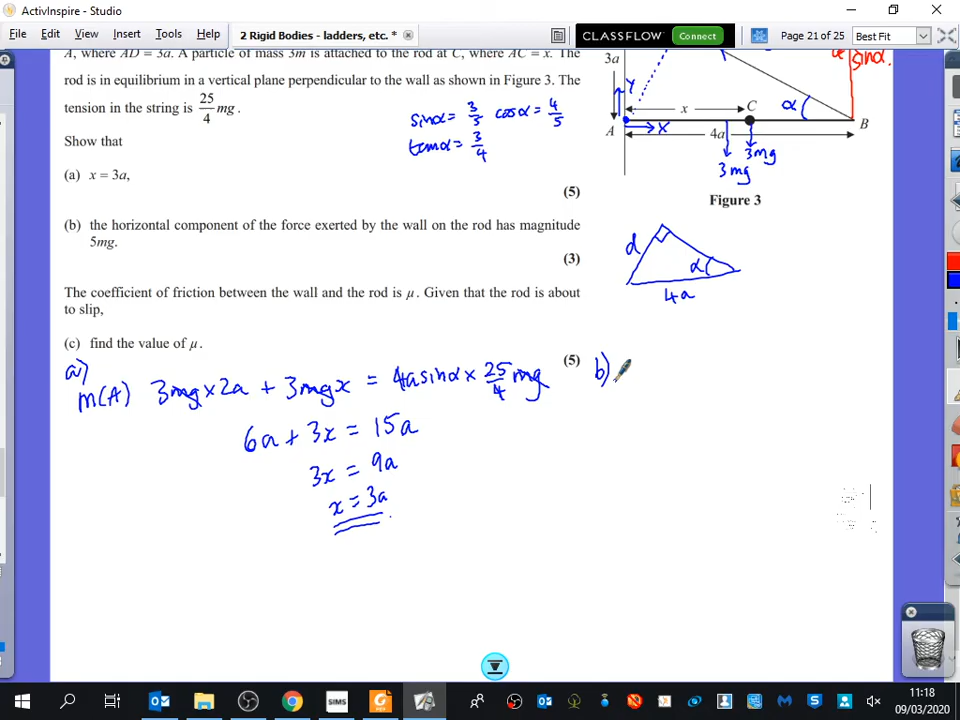 ActivInspire - Studio
File Edit View Insert Tools Help
2 Rigid Bodies - ladders, etc. *
CLASSFLOW Connect
Page 21 of 25
Best Fit
A, where AD = 3a. A particle of mass 3m is attached to the rod at C, where AC = x. The
rod is in equilibrium in a vertical plane perpendicular to the wall as shown in Figure 3. The
tension in the string is 25/4 mg.
sinα = 3/5 cosα = 4/5
tanα = 3/4
Show that
(a) x = 3a,
(5)
(b) the horizontal component of the force exerted by the wall on the rod has magnitude
5mg.
(3)
The coefficient of friction between the wall and the rod is μ. Given that the rod is about
to slip,
(c) find the value of μ.
(5)
3a
Y
x
C
α
sinα.
A
X
4a
B
3mg
3mg
Figure 3
d
α
4a
a)
M(A) 3mg×2a + 3mgx = 4asinα × 25/4 mg
6a + 3x = 15a
3x = 9a
x = 3a
b)
SIMS
11:18
09/03/2020